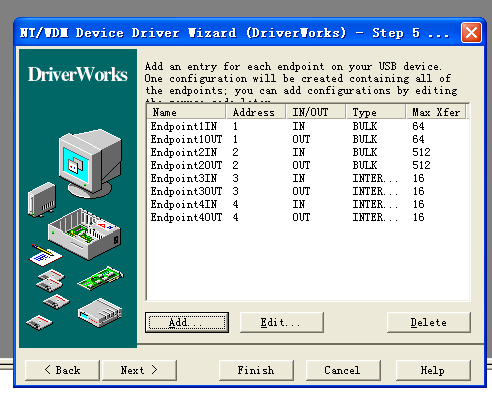 NT/WDM Device Driver Wizard (DriverWorks) - Step 5 ...
DriverWorks
Add an entry for each endpoint on your USB device.
One configuration will be created containing all of
the endpoints; you can add configurations by editing
Name Address IN/OUT Type Max Xfer
Endpoint1IN 1 IN BULK 64
Endpoint1OUT 1 OUT BULK 64
Endpoint2IN 2 IN BULK 512
Endpoint2OUT 2 OUT BULK 512
Endpoint3IN 3 IN INTER... 16
Endpoint3OUT 3 OUT INTER... 16
Endpoint4IN 4 IN INTER... 16
Endpoint4OUT 4 OUT INTER... 16
Add... Edit... Delete
< Back Next > Finish Cancel Help